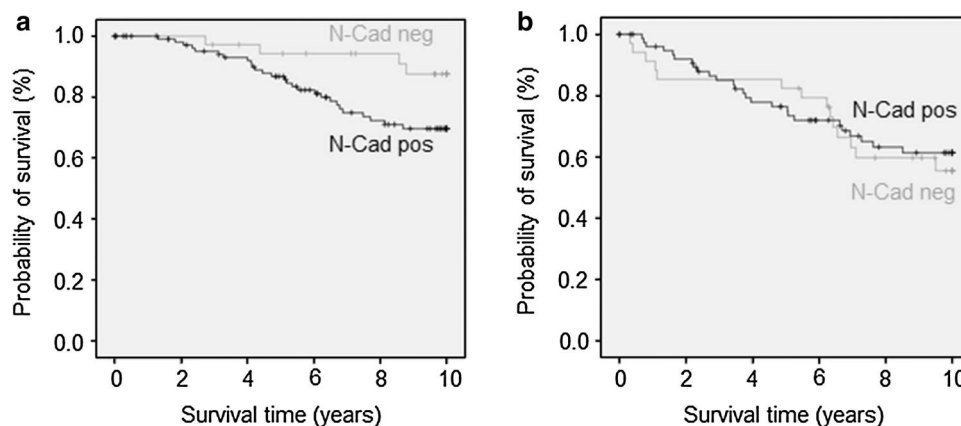 a
Probability of survival (%)
1.0
0.8
0.6
0.4
0.2
0.0
N-Cad neg
N-Cad pos
0 2 4 6 8 10
Survival time (years)
b
Probability of survival (%)
1.0
0.8
0.6
0.4
0.2
0.0
N-Cad pos
N-Cad neg
0 2 4 6 8 10
Survival time (years)